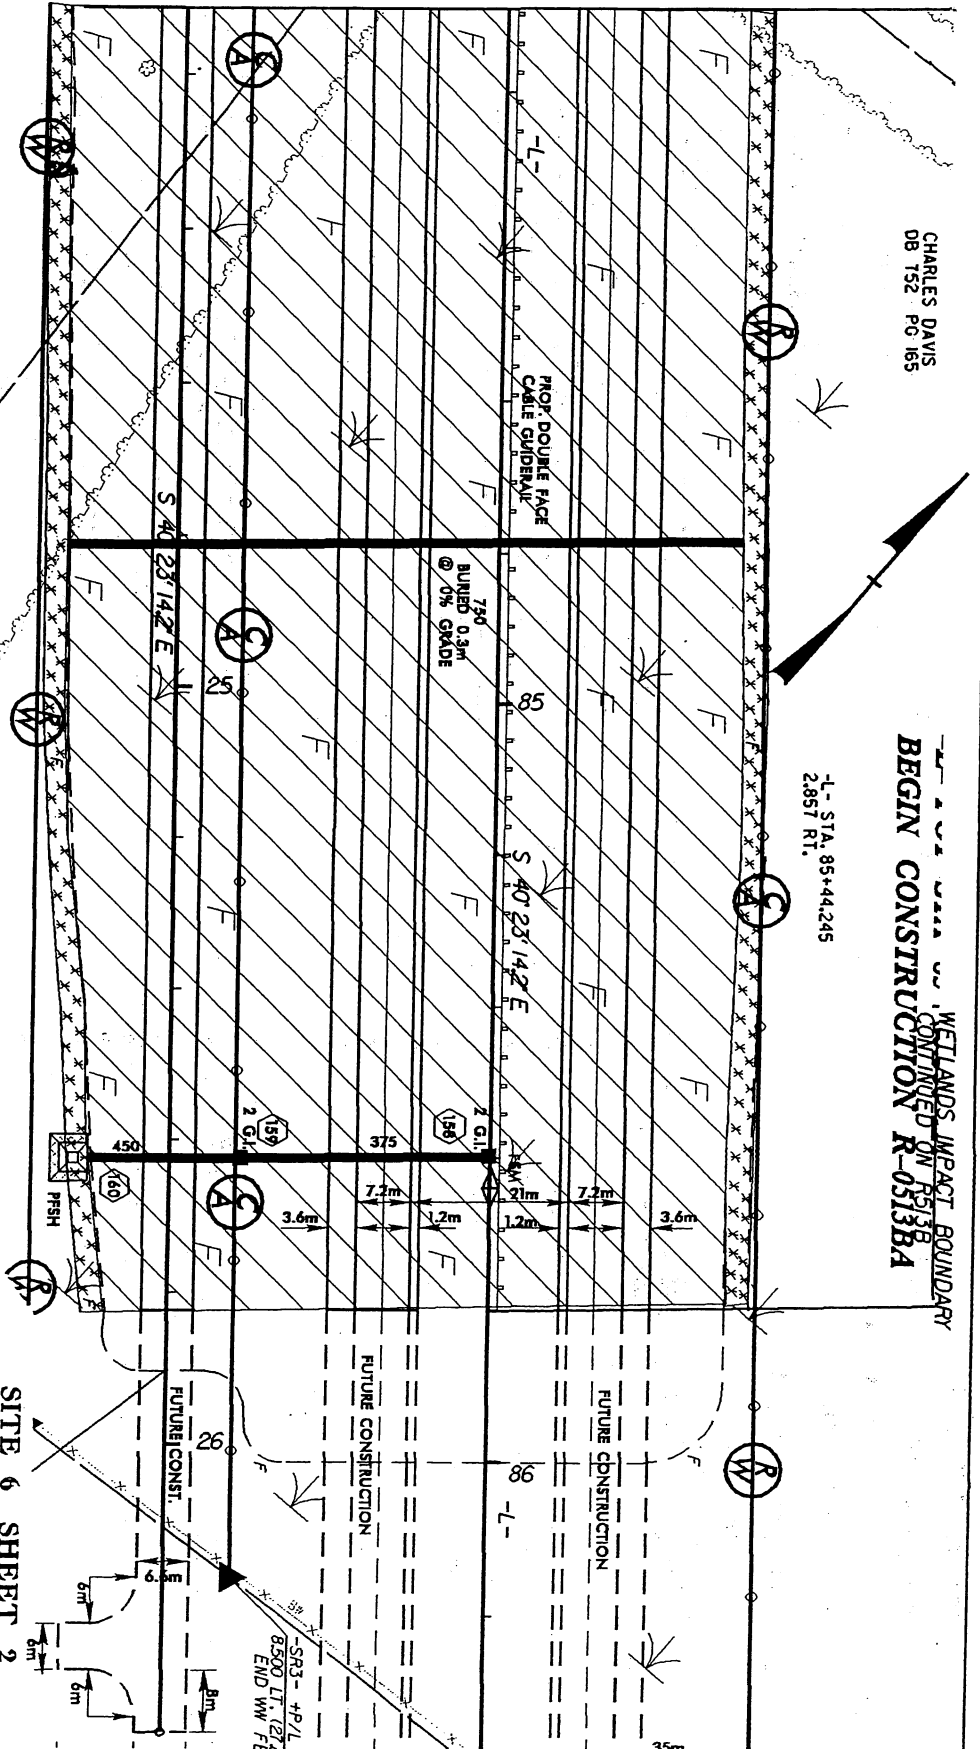 CHARLES DAVIS
DB 152 PG 165
-L-
PROP. DOUBLE FACE
CABLE GUIDERAIL
S 40° 23' 14.2" E
750
BURIED 0.3m
@ 0% GRADE
25
85
-L- STA. 85+44.245
2.857 RT.
WETLANDS IMPACT BOUNDARY
CONTINUED ON R513B
BEGIN CONSTRUCTION R-0513BA
S 40° 23' 14.2" E
R
W
C
A
R
W
C
A
R
W
R
W
C
A
C
A
R
W
R
W
F
2 G.I.
159
2 G.I.
158
450
375
160
PFSH
7.2m
21m
7.2m
3.6m
1.2m
1.2m
3.6m
FUTURE CONST.
FUTURE CONSTRUCTION
FUTURE CONSTRUCTION
26
86
-L-
F
F
6.6m
6m
6m
6m
8m
-SR3- +P/L
8.500 LT.
END WW
35m
SITE 6 SHEET 2